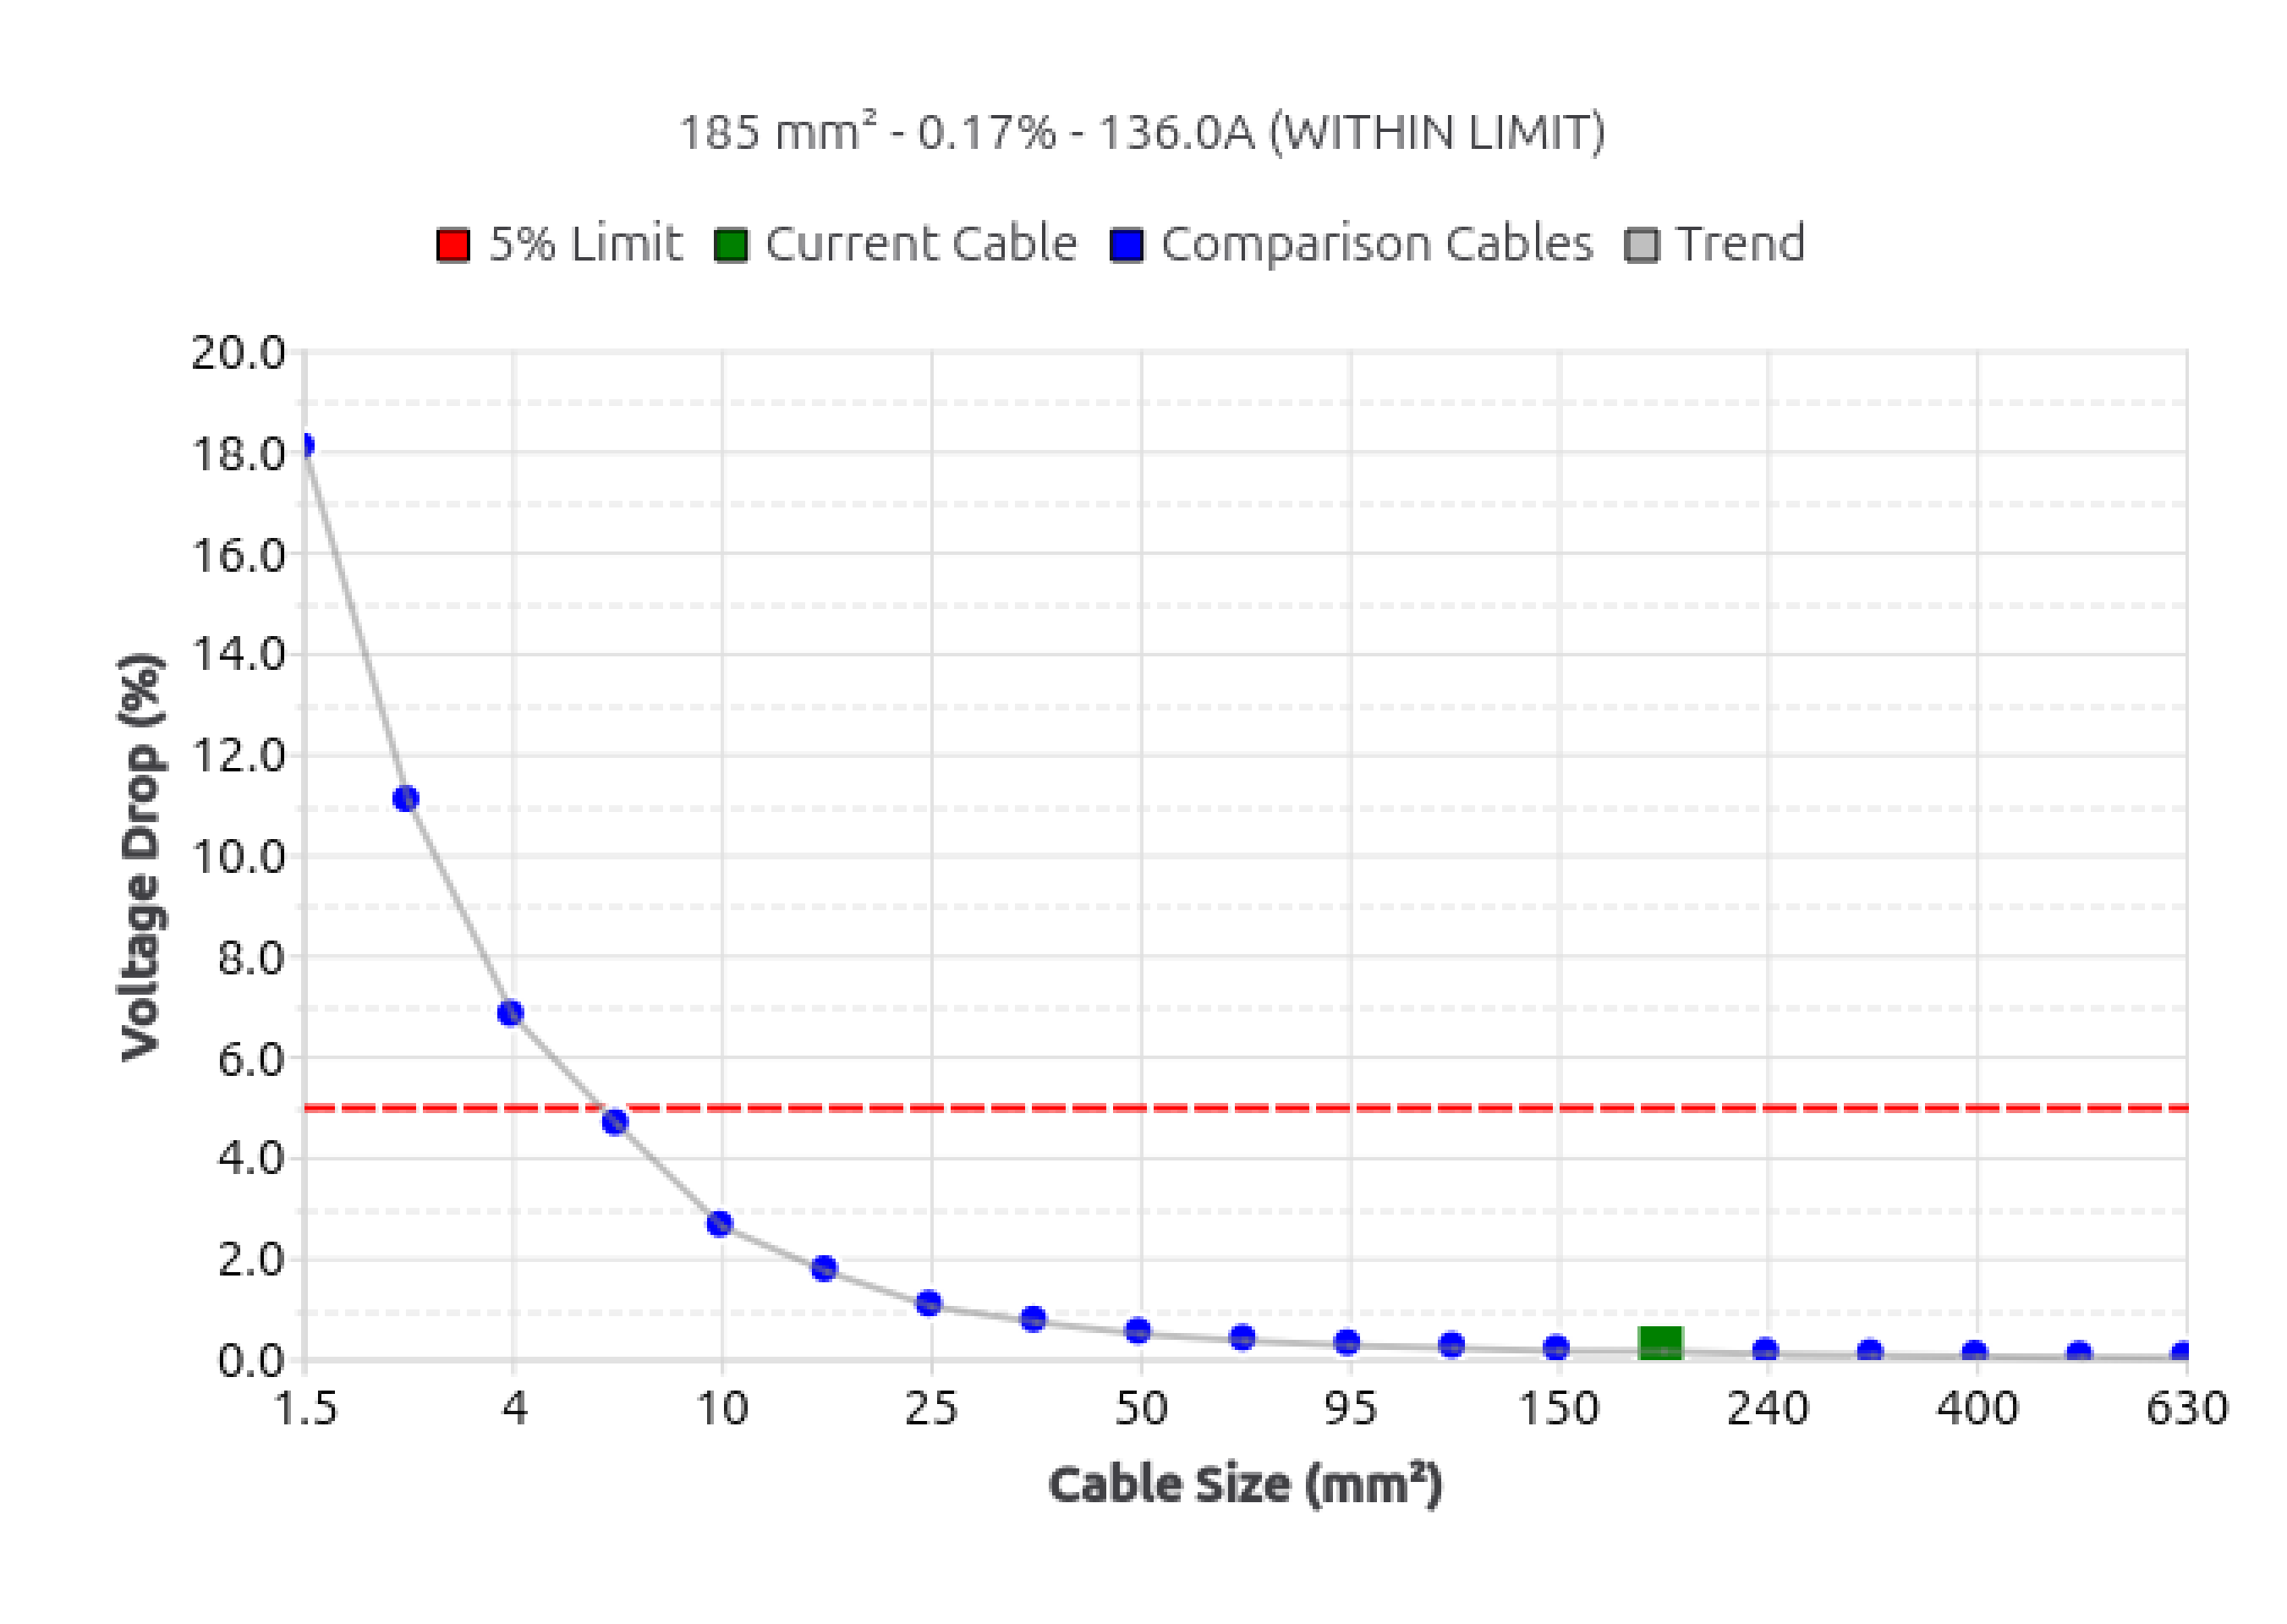 185 mm² - 0.17% - 136.0A (WITHIN LIMIT)
5% Limit Current Cable Comparison Cables Trend
20.0
18.0
16.0
14.0
12.0
10.0
8.0
6.0
4.0
2.0
0.0
Voltage Drop (%)
1.5 4 10 25 50 95 150 240 400 630
Cable Size (mm²)